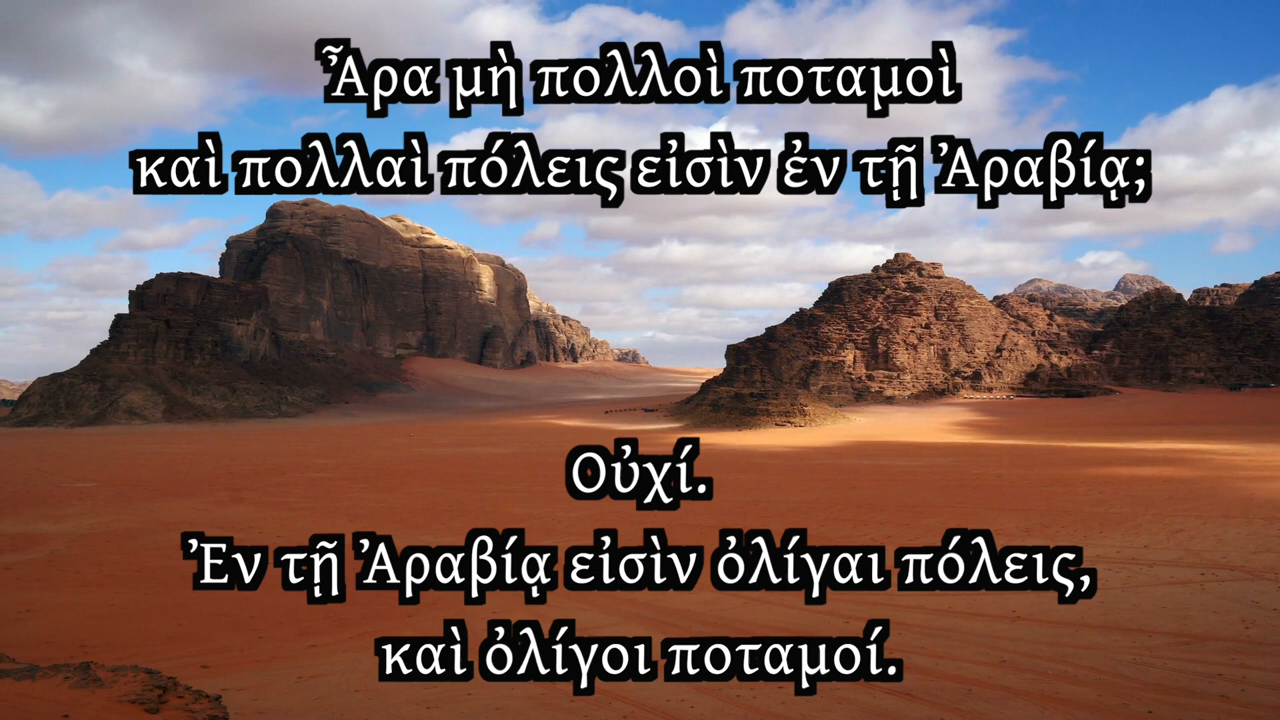 Ἆρα μὴ πολλοὶ ποταμοὶ
καὶ πολλαὶ πόλεις εἰσὶν ἐν τῇ Ἀραβίᾳ;
Οὐχί.
Ἐν τῇ Ἀραβίᾳ εἰσὶν ὀλίγαι πόλεις,
καὶ ὀλίγοι ποταμοί.